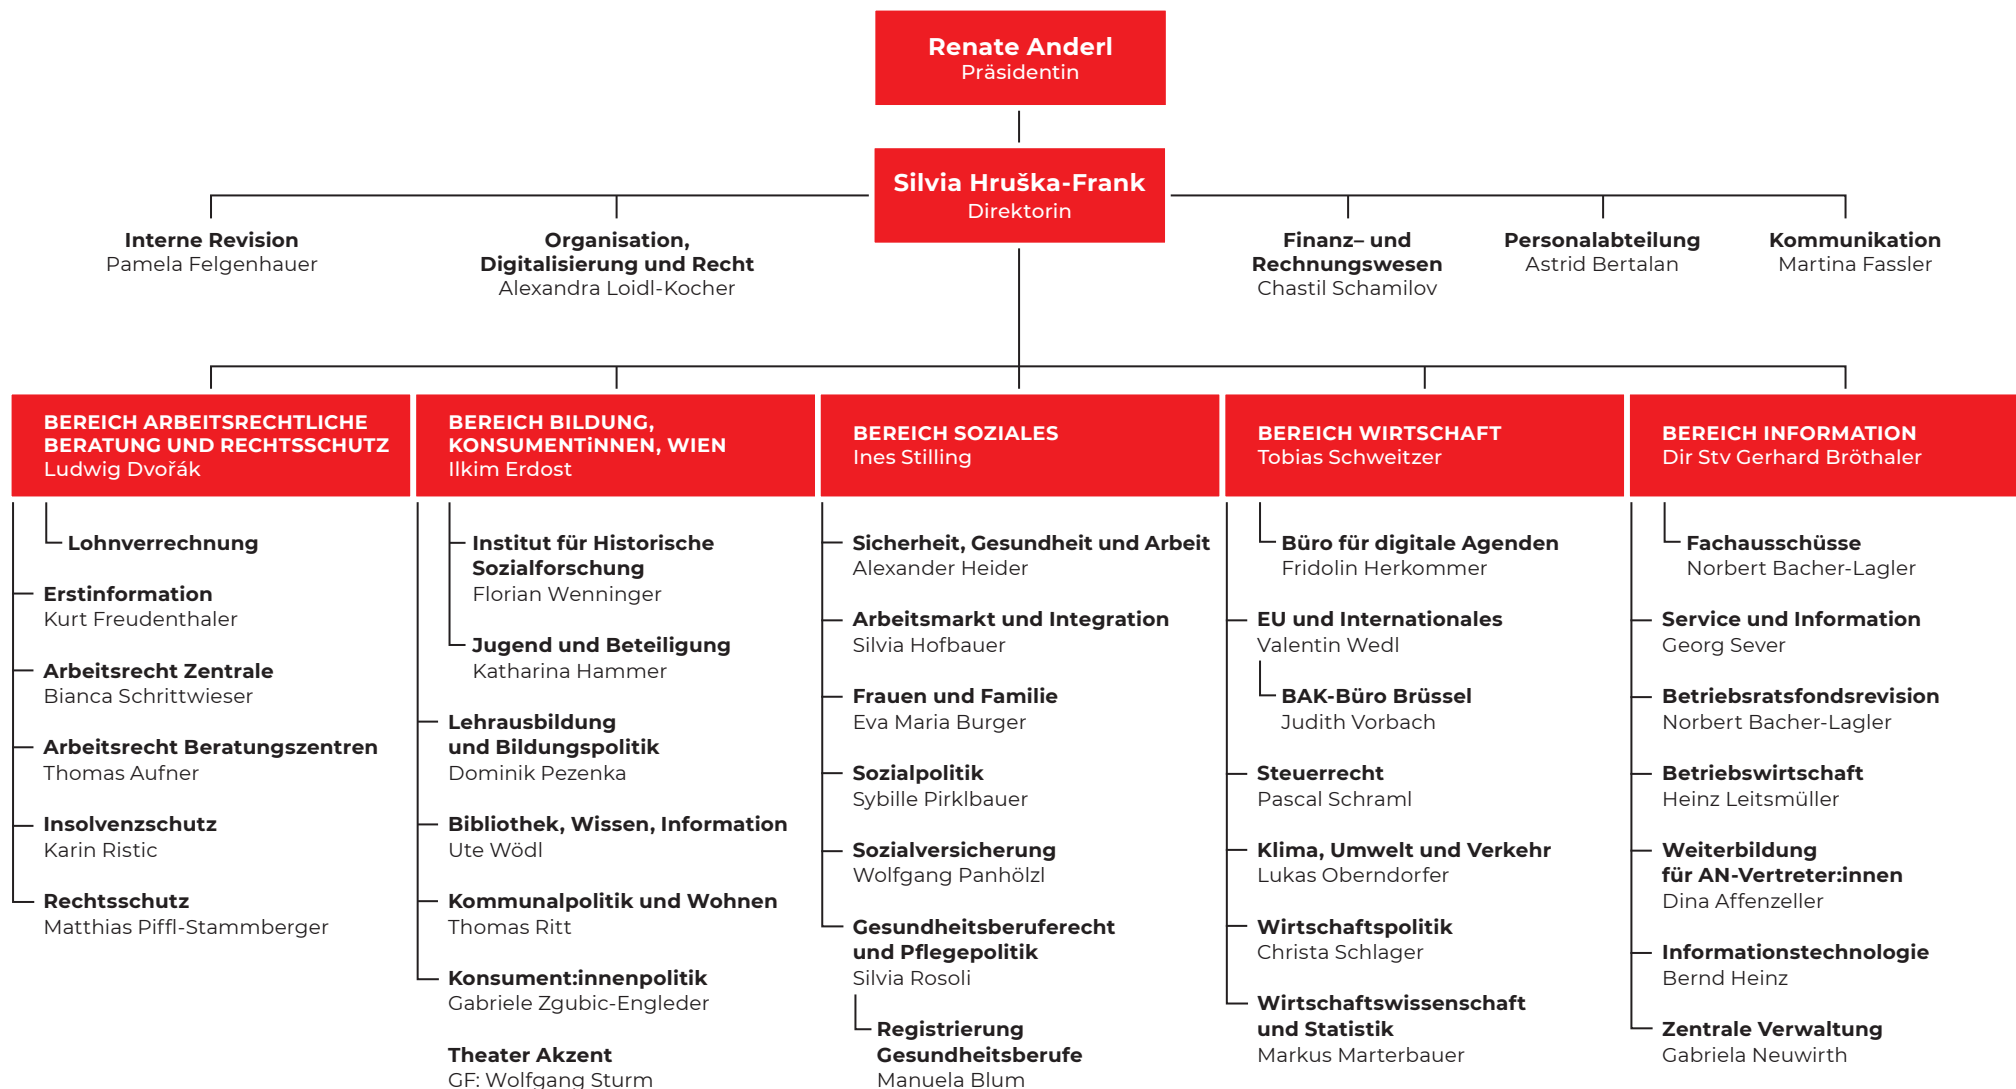 Renate Anderl
Präsidentin
Silvia Hruška-Frank
Direktorin
Interne Revision
Pamela Felgenhauer
Organisation,
Digitalisierung und Recht
Alexandra Loidl-Kocher
Finanz– und
Rechnungswesen
Chastil Schamilov
Personalabteilung
Astrid Bertalan
Kommunikation
Martina Fassler
BEREICH ARBEITSRECHTLICHE
BERATUNG UND RECHTSSCHUTZ
Ludwig Dvořák
Lohnverrechnung
Erstinformation
Kurt Freudenthaler
Arbeitsrecht Zentrale
Bianca Schrittwieser
Arbeitsrecht Beratungszentren
Thomas Aufner
Insolvenzschutz
Karin Ristic
Rechtsschutz
Matthias Piffl-Stammberger
BEREICH BILDUNG,
KONSUMENTiNNEN, WIEN
Ilkim Erdost
Institut für Historische
Sozialforschung
Florian Wenninger
Jugend und Beteiligung
Katharina Hammer
Lehrausbildung
und Bildungspolitik
Dominik Pezenka
Bibliothek, Wissen, Information
Ute Wödl
Kommunalpolitik und Wohnen
Thomas Ritt
Konsument:innenpolitik
Gabriele Zgubic-Engleder
Theater Akzent
GF: Wolfgang Sturm
BEREICH SOZIALES
Ines Stilling
Sicherheit, Gesundheit und Arbeit
Alexander Heider
Arbeitsmarkt und Integration
Silvia Hofbauer
Frauen und Familie
Eva Maria Burger
Sozialpolitik
Sybille Pirklbauer
Sozialversicherung
Wolfgang Panhölzl
Gesundheitsberuferecht
und Pflegepolitik
Silvia Rosoli
Registrierung
Gesundheitsberufe
Manuela Blum
BEREICH WIRTSCHAFT
Tobias Schweitzer
Büro für digitale Agenden
Fridolin Herkommer
EU und Internationales
Valentin Wedl
BAK-Büro Brüssel
Judith Vorbach
Steuerrecht
Pascal Schraml
Klima, Umwelt und Verkehr
Lukas Oberndorfer
Wirtschaftspolitik
Christa Schlager
Wirtschaftswissenschaft
und Statistik
Markus Marterbauer
BEREICH INFORMATION
Dir Stv Gerhard Bröthaler
Fachausschüsse
Norbert Bacher-Lagler
Service und Information
Georg Sever
Betriebsratsfondsrevision
Norbert Bacher-Lagler
Betriebswirtschaft
Heinz Leitsmüller
Weiterbildung
für AN-Vertreter:innen
Dina Affenzeller
Informationstechnologie
Bernd Heinz
Zentrale Verwaltung
Gabriela Neuwirth